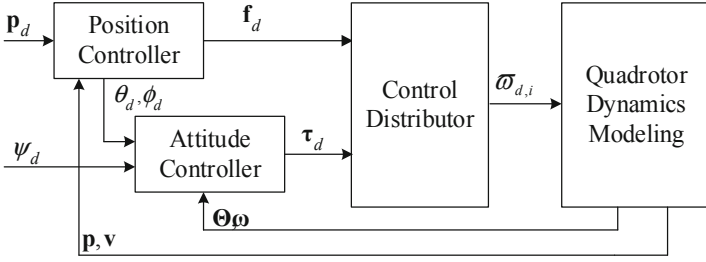 𝐩_d
Position
Controller
𝐟_d
θ_d, ϕ_d
ψ_d
Attitude
Controller
𝛕_d
Control
Distributor
ϖ_{d,i}
Quadrotor
Dynamics
Modeling
𝚯,𝛚
𝐩, 𝐯